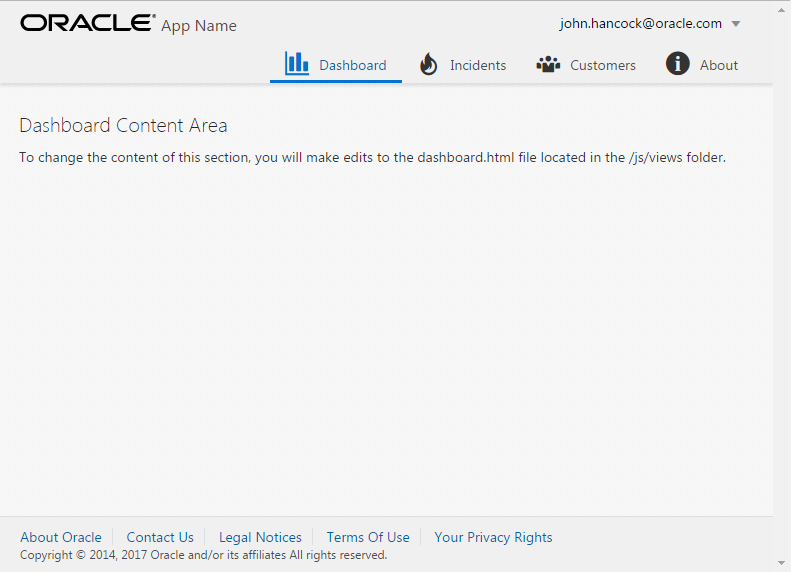 ORACLE® App Name
john.hancock@oracle.com
Dashboard Incidents Customers About
Dashboard Content Area
To change the content of this section, you will make edits to the dashboard.html file located in the /js/views folder.
About Oracle Contact Us Legal Notices Terms Of Use Your Privacy Rights
Copyright © 2014, 2017 Oracle and/or its affiliates All rights reserved.